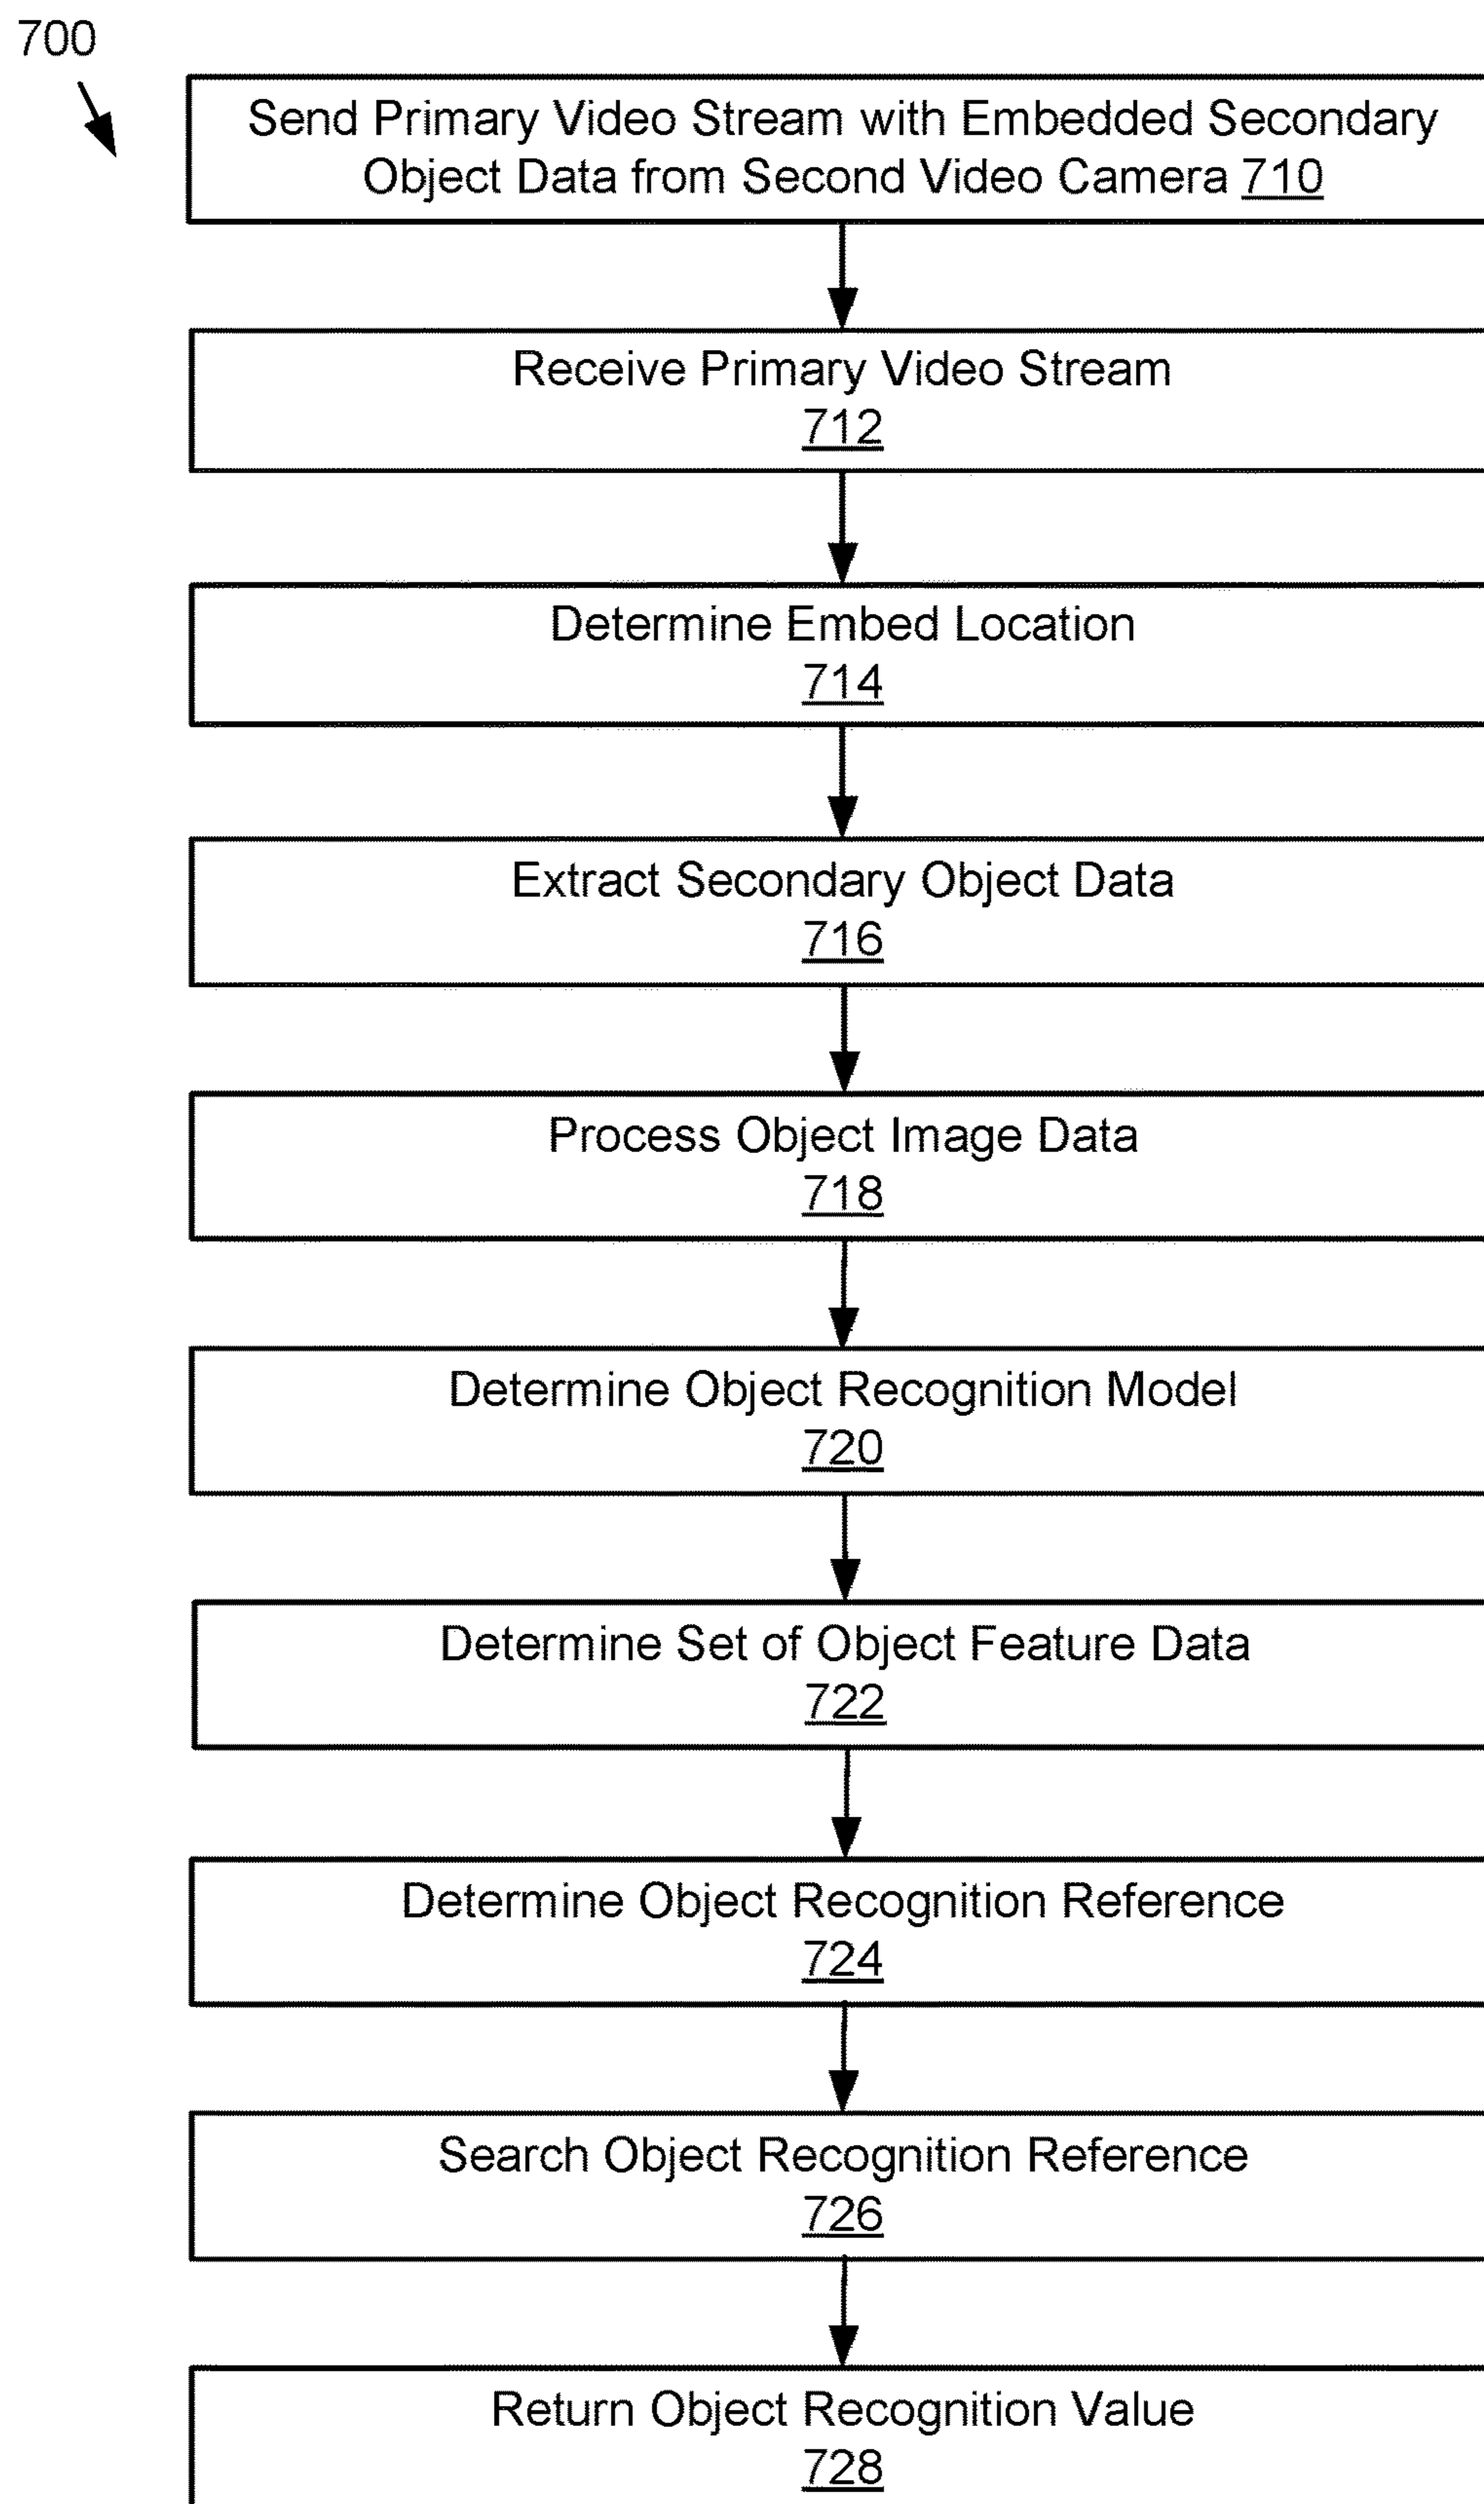 700
Send Primary Video Stream with Embedded Secondary
Object Data from Second Video Camera 710
Receive Primary Video Stream
712
Determine Embed Location
714
Extract Secondary Object Data
716
Process Object Image Data
718
Determine Object Recognition Model
720
Determine Set of Object Feature Data
722
Determine Object Recognition Reference
724
Search Object Recognition Reference
726
Return Object Recognition Value
728